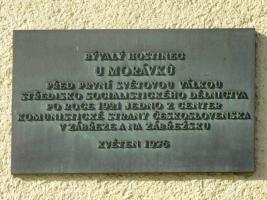 BÝVALÝ HOSTINEC
U MORÁVKŮ
PŘED PRVNÍ SVĚTOVOU VÁLKOU
STŘEDISKO SOCIALISTICKÉHO DĚLNICTVA
PO ROCE 1921 JEDNO Z CENTER
KOMUNISTICKÉ STRANY ČESKOSLOVENSKA
V ZÁBŘEZE A NA ZÁBŘEŽSKU
KVĚTEN 1976